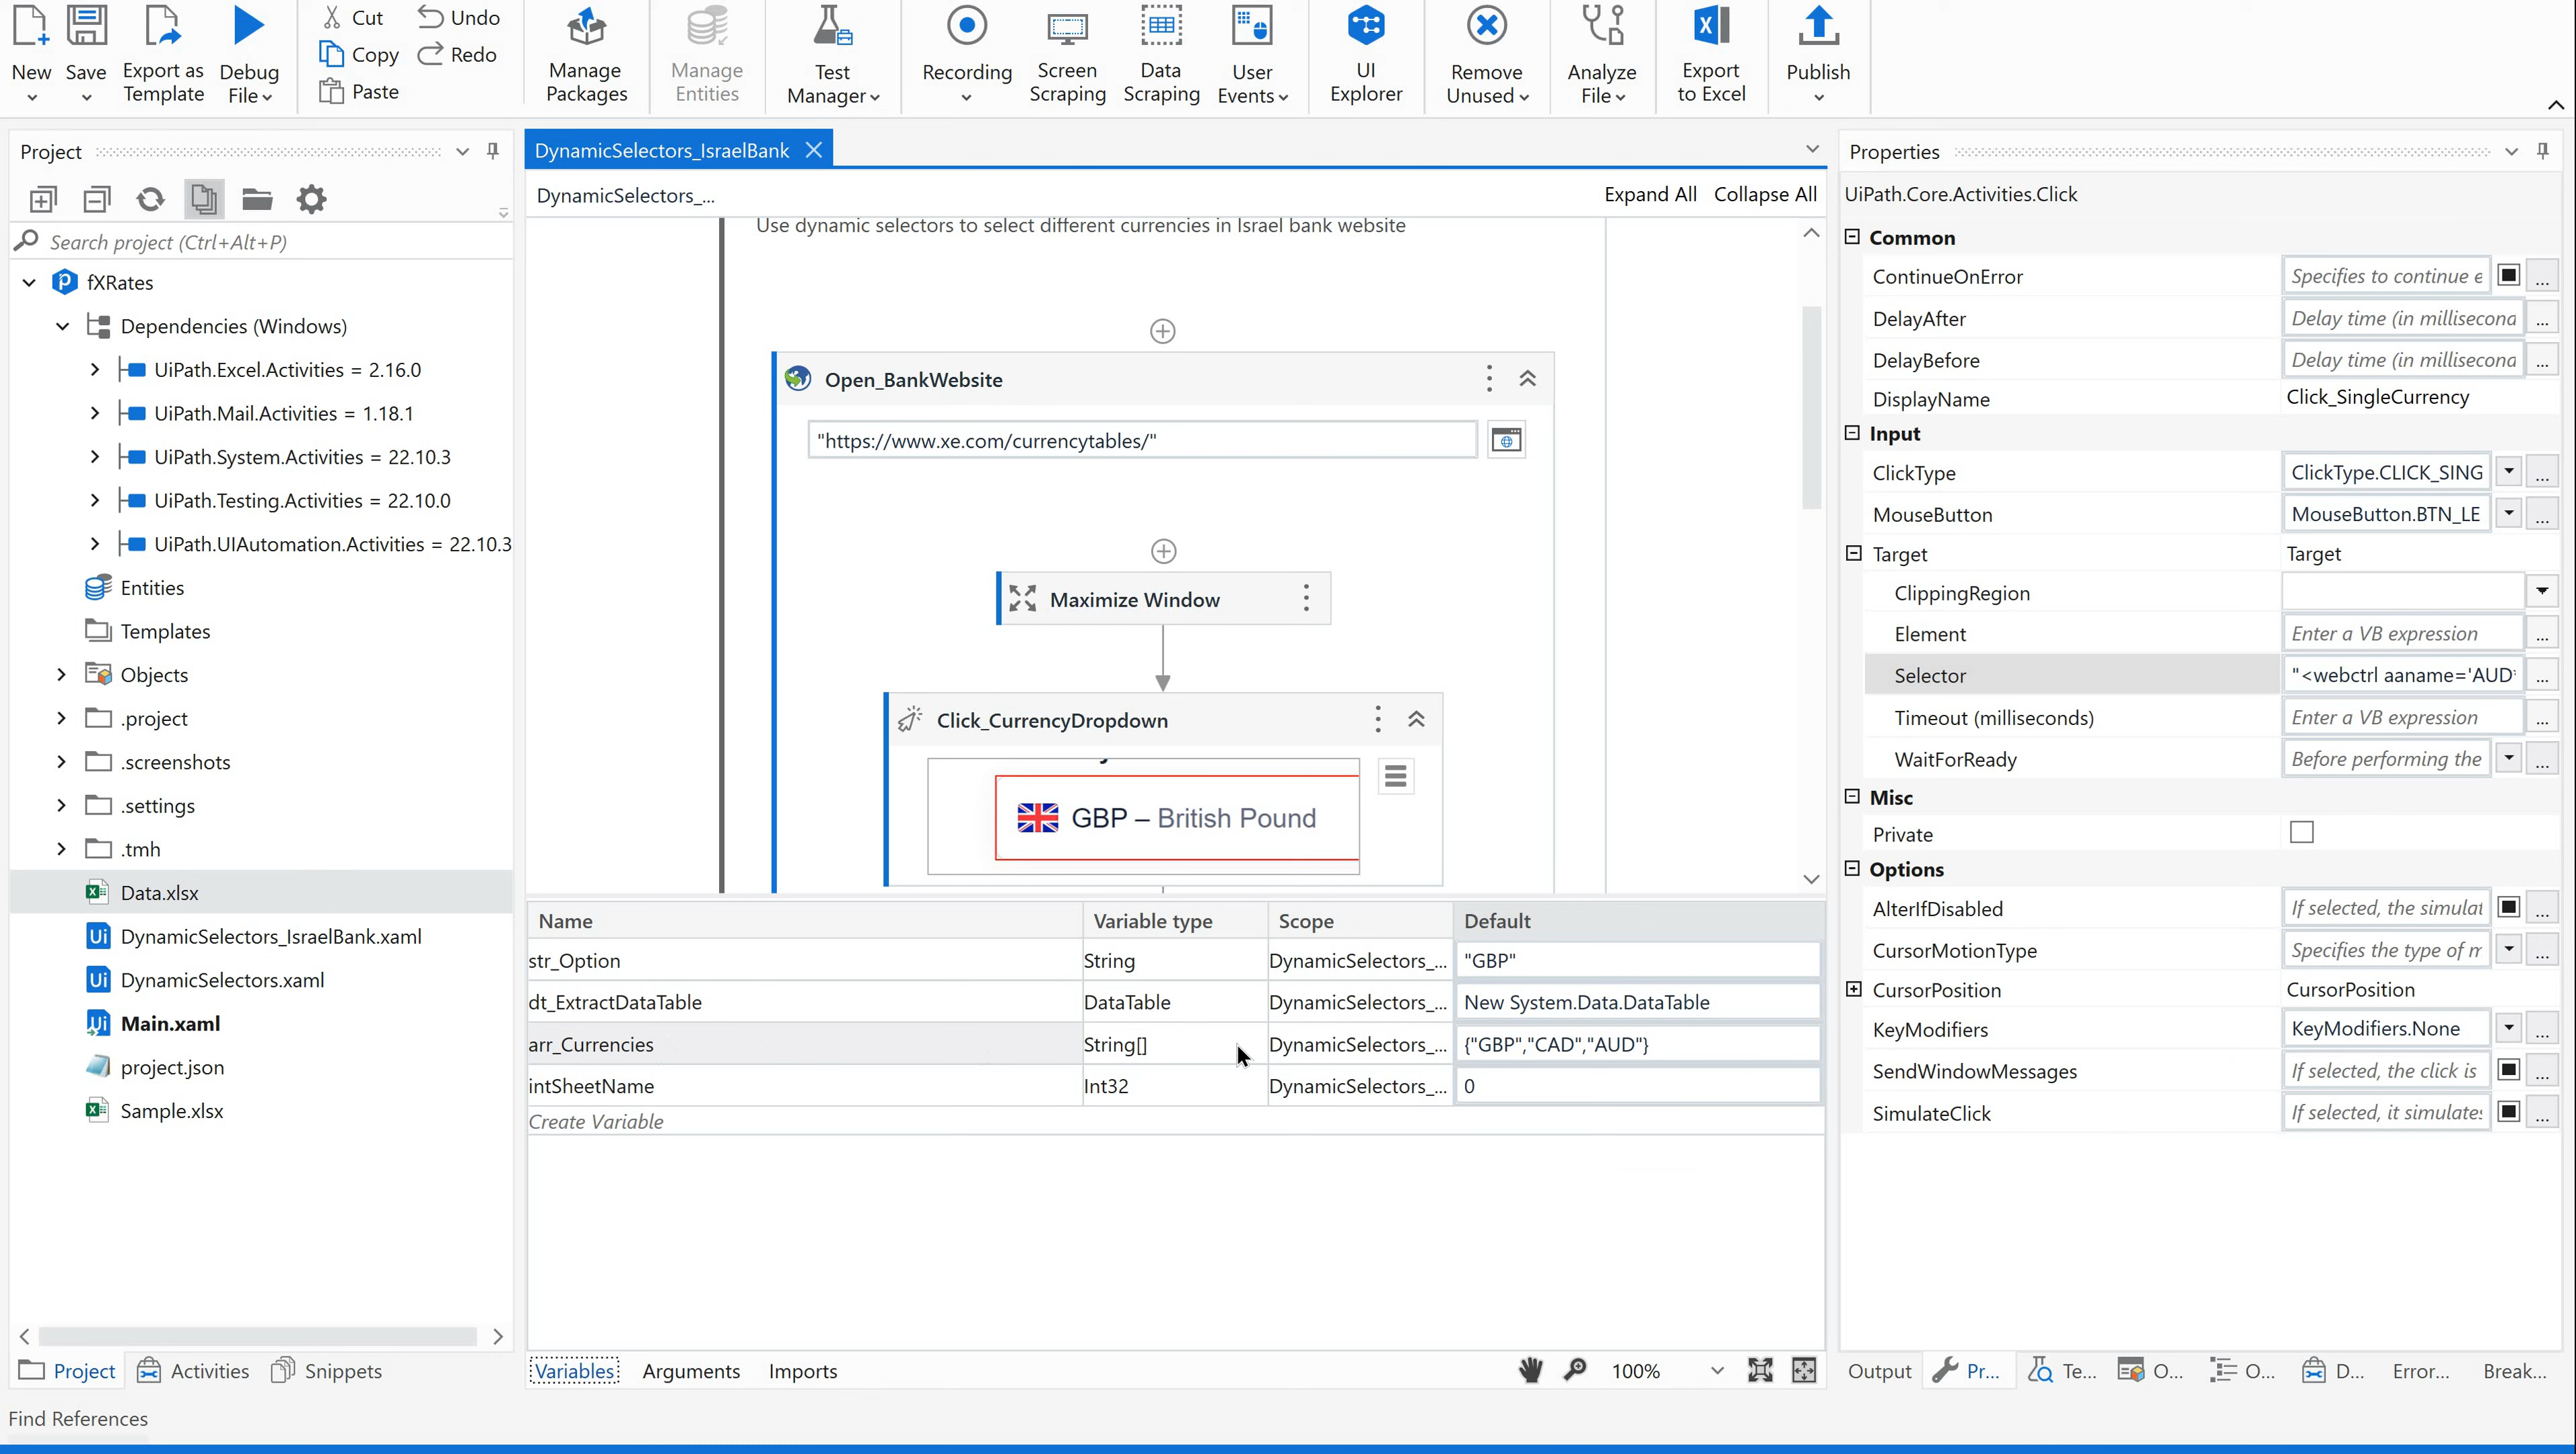 New
Save
Export as
Template
Debug
File
Cut
Copy
Paste
Undo
Redo
Manage
Packages
Manage
Entities
Test
Manager
Recording
Screen
Scraping
Data
Scraping
User
Events
UI
Explorer
Remove
Unused
Analyze
File
Export
to Excel
Publish
Project
Search project (Ctrl+Alt+P)
fXRates
Dependencies (Windows)
UiPath.Excel.Activities = 2.16.0
UiPath.Mail.Activities = 1.18.1
UiPath.System.Activities = 22.10.3
UiPath.Testing.Activities = 22.10.0
UiPath.UIAutomation.Activities = 22.10.3
Entities
Templates
Objects
.project
.screenshots
.settings
.tmh
Data.xlsx
DynamicSelectors_IsraelBank.xaml
DynamicSelectors.xaml
Main.xaml
project.json
Sample.xlsx
Project
Activities
Snippets
Find References
DynamicSelectors_IsraelBank
DynamicSelectors_...
Expand All Collapse All
Use dynamic selectors to select different currencies in Israel bank website
Open_BankWebsite
"https://www.xe.com/currencytables/"
Maximize Window
Click_CurrencyDropdown
GBP – British Pound
Name Variable type Scope Default
str_Option String DynamicSelectors_... "GBP"
dt_ExtractDataTable DataTable DynamicSelectors_... New System.Data.DataTable
arr_Currencies String[] DynamicSelectors_... {"GBP","CAD","AUD"}
intSheetName Int32 DynamicSelectors_... 0
Create Variable
Variables Arguments Imports 100%
Properties
UiPath.Core.Activities.Click
Common
ContinueOnError Specifies to continue e ...
DelayAfter Delay time (in millisecond ...
DelayBefore Delay time (in millisecond ...
DisplayName Click_SingleCurrency
Input
ClickType ClickType.CLICK_SING ...
MouseButton MouseButton.BTN_LE ...
Target Target
ClippingRegion
Element Enter a VB expression ...
Selector "<webctrl aaname='AUD* ...
Timeout (milliseconds) Enter a VB expression ...
WaitForReady Before performing the ...
Misc
Private
Options
AlterIfDisabled If selected, the simulat ...
CursorMotionType Specifies the type of m ...
CursorPosition CursorPosition
KeyModifiers KeyModifiers.None ...
SendWindowMessages If selected, the click is ...
SimulateClick If selected, it simulates ...
Output Pr... Te... O... O... D... Error... Break...